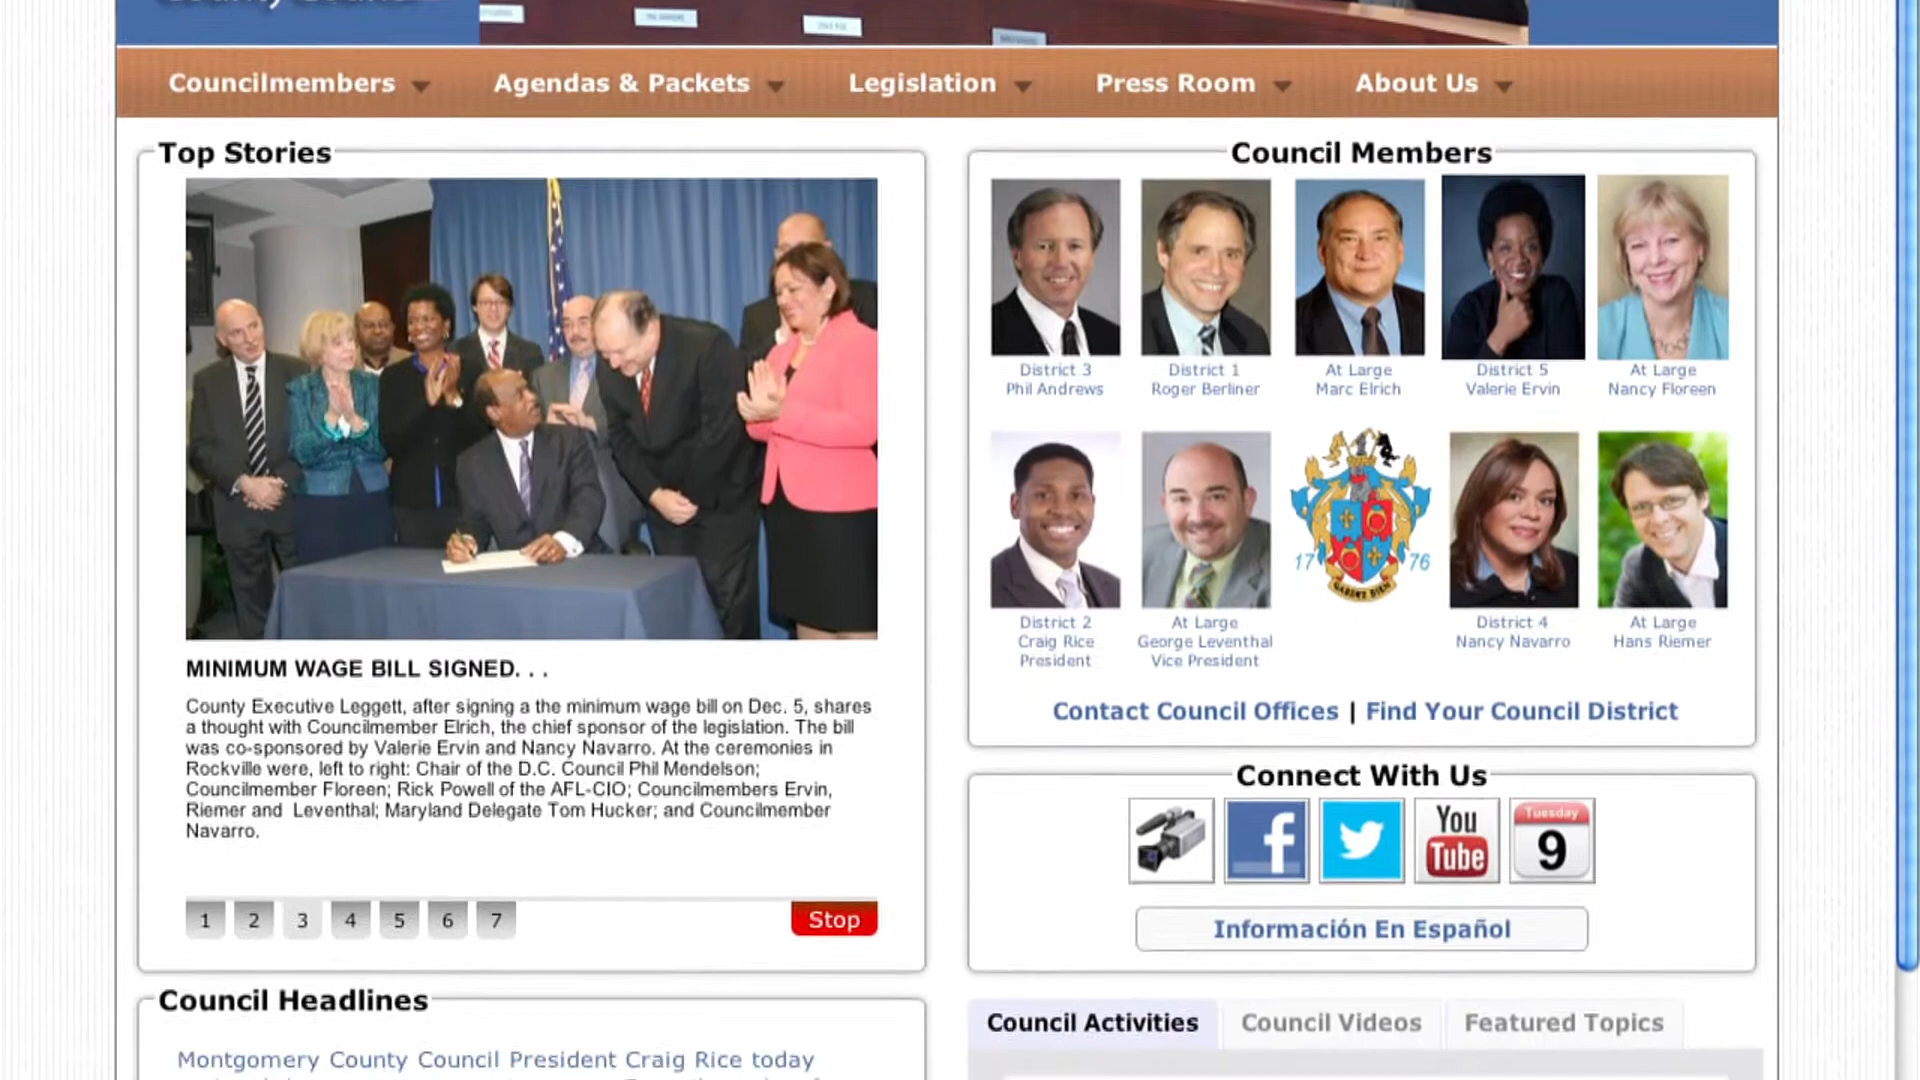 Councilmembers
Agendas & Packets
Legislation
Press Room
About Us
Top Stories
MINIMUM WAGE BILL SIGNED. . .
County Executive Leggett, after signing a the minimum wage bill on Dec. 5, shares
a thought with Councilmember Elrich, the chief sponsor of the legislation. The bill
was co-sponsored by Valerie Ervin and Nancy Navarro. At the ceremonies in
Rockville were, left to right: Chair of the D.C. Council Phil Mendelson;
Councilmember Floreen; Rick Powell of the AFL-CIO; Councilmembers Ervin,
Riemer and Leventhal; Maryland Delegate Tom Hucker; and Councilmember
Navarro.
1 2 3 4 5 6 7
Stop
Council Headlines
Montgomery County Council President Craig Rice today
Council Members
District 3
Phil Andrews
District 1
Roger Berliner
At Large
Marc Elrich
District 5
Valerie Ervin
At Large
Nancy Floreen
District 2
Craig Rice
President
At Large
George Leventhal
Vice President
17 76
GARDEZ BIEN
District 4
Nancy Navarro
At Large
Hans Riemer
Contact Council Offices | Find Your Council District
Connect With Us
f
You
Tube
Tuesday
9
Información En Español
Council Activities
Council Videos
Featured Topics